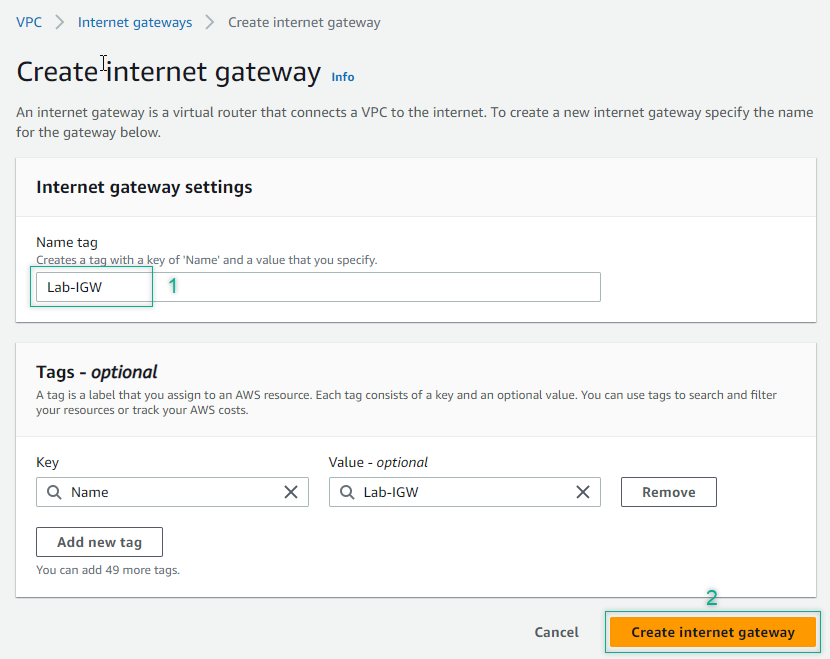 VPC > Internet gateways > Create internet gateway
Create internet gateway Info
An internet gateway is a virtual router that connects a VPC to the internet. To create a new internet gateway specify the name
for the gateway below.
Internet gateway settings
Name tag
Creates a tag with a key of 'Name' and a value that you specify.
Lab-IGW 1
Tags - optional
A tag is a label that you assign to an AWS resource. Each tag consists of a key and an optional value. You can use tags to search and filter
your resources or track your AWS costs.
Key Value - optional
Name Lab-IGW Remove
Add new tag
You can add 49 more tags.
2
Cancel Create internet gateway